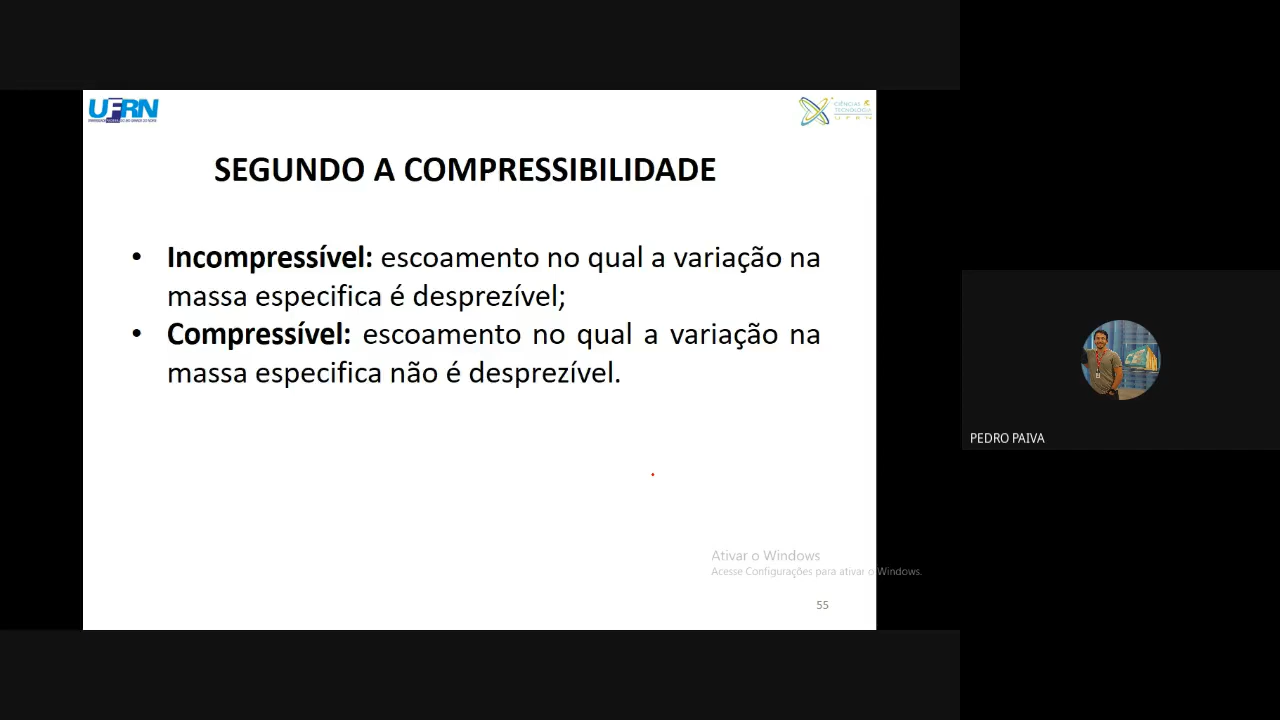 UFRN
CIÊNCIAS
TECNOLOGIA
UFRN
SEGUNDO A COMPRESSIBILIDADE
• Incompressível: escoamento no qual a variação na
massa especifica é desprezível;
• Compressível: escoamento no qual a variação na
massa especifica não é desprezível.
PEDRO PAIVA
Ativar o Windows
Acesse Configurações para ativar o Windows.
55